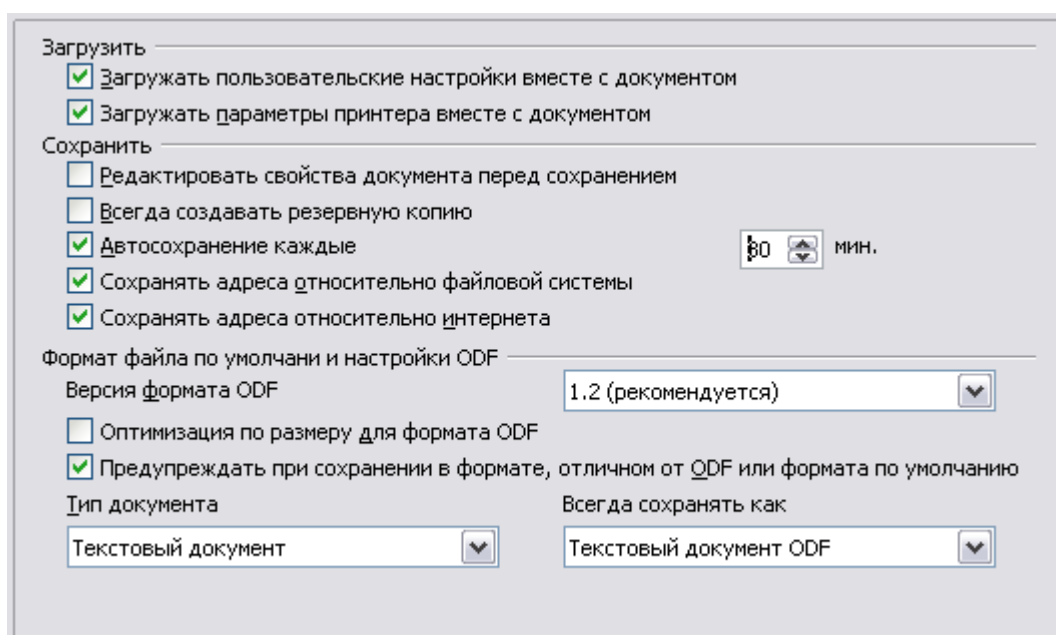 Загрузить
Загружать пользовательские настройки вместе с документом
Загружать параметры принтера вместе с документом
Сохранить
Редактировать свойства документа перед сохранением
Всегда создавать резервную копию
Автосохранение каждые мин.
Сохранять адреса относительно файловой системы
Сохранять адреса относительно интернета
Формат файла по умолчани и настройки ODF
Версия формата ODF 1.2 (рекомендуется)
Оптимизация по размеру для формата ODF
Предупреждать при сохранении в формате, отличном от ODF или формата по умолчанию
Тип документа Всегда сохранять как
Текстовый документ Текстовый документ ODF